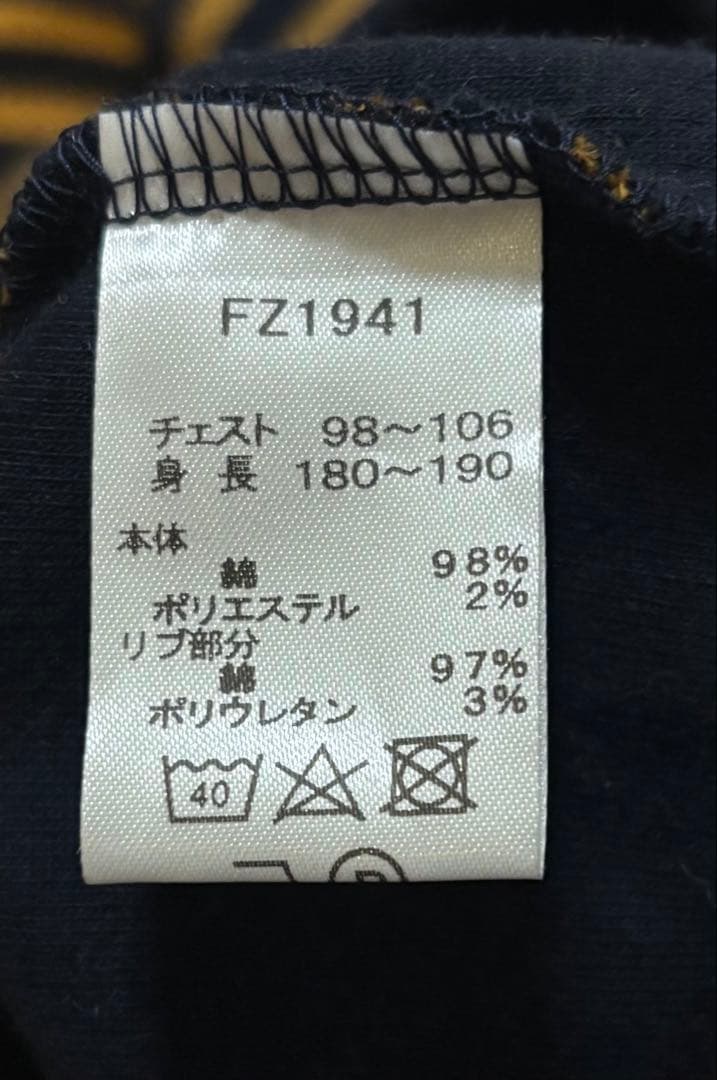 FZ1941
チェスト 98～106
身 長 180～190
本体
綿 98%
ポリエステル 2%
リブ部分
綿 97%
ポリウレタン 3%
40